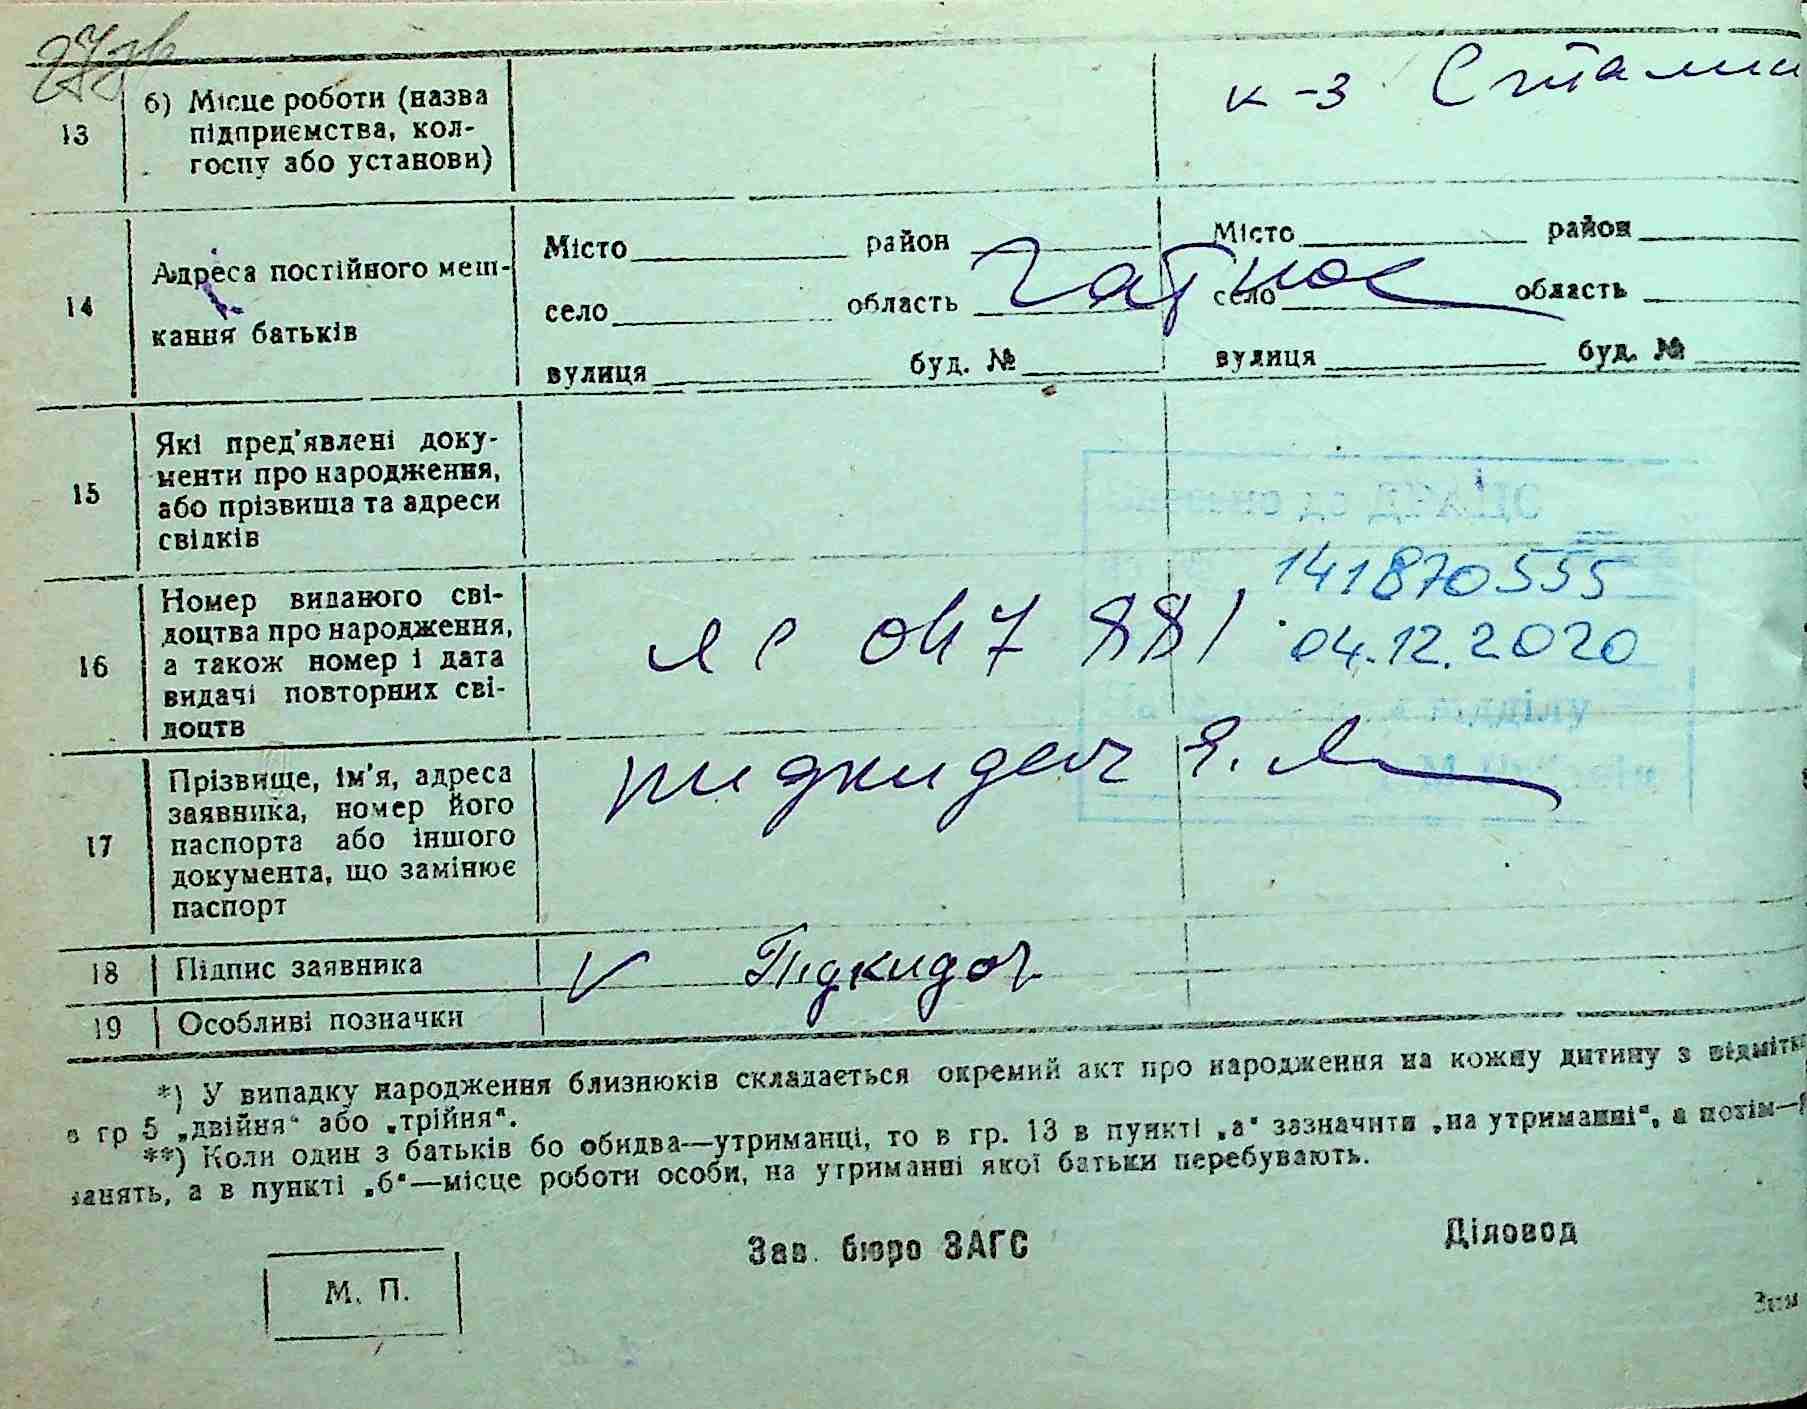 13
б) Місце роботи (назва
підприємства, кол-
госпу або установи)
к-з Сталин
14
Адреса постійного меш-
кання батьків
Місто район
село область
вулиця буд. №
Місто район
село область
вулиця буд. №
Чапное
15
Які пред'явлені доку-
менти про народження,
або прізвища та адреси
свідків
16
Номер виданого сві-
доцтва про народження,
а також номер і дата
видачі повторних сві-
доцтв
881
141870555
04.12.2020
відділу
17
Прізвище, ім'я, адреса
заявника, номер його
паспорта або іншого
документа, що замінює
паспорт
пидкидач Я.
18
Підпис заявника
V Пидкидач
19
Особливі позначки
*) У випадку народження близнюків складається окремий акт про народження на кожну дитину з відмітк
в гр 5 „двійня“ або „трійня“.
**) Коли один з батьків бо обидва—утриманці, то в гр. 13 в пункті „а“ зазначити „на утриманні“, а потім—
занять, а в пункті „б“—місце роботи особи, на утриманні якої батьки перебувають.
Зав. бюро ЗАГС
Діловод
М. П.